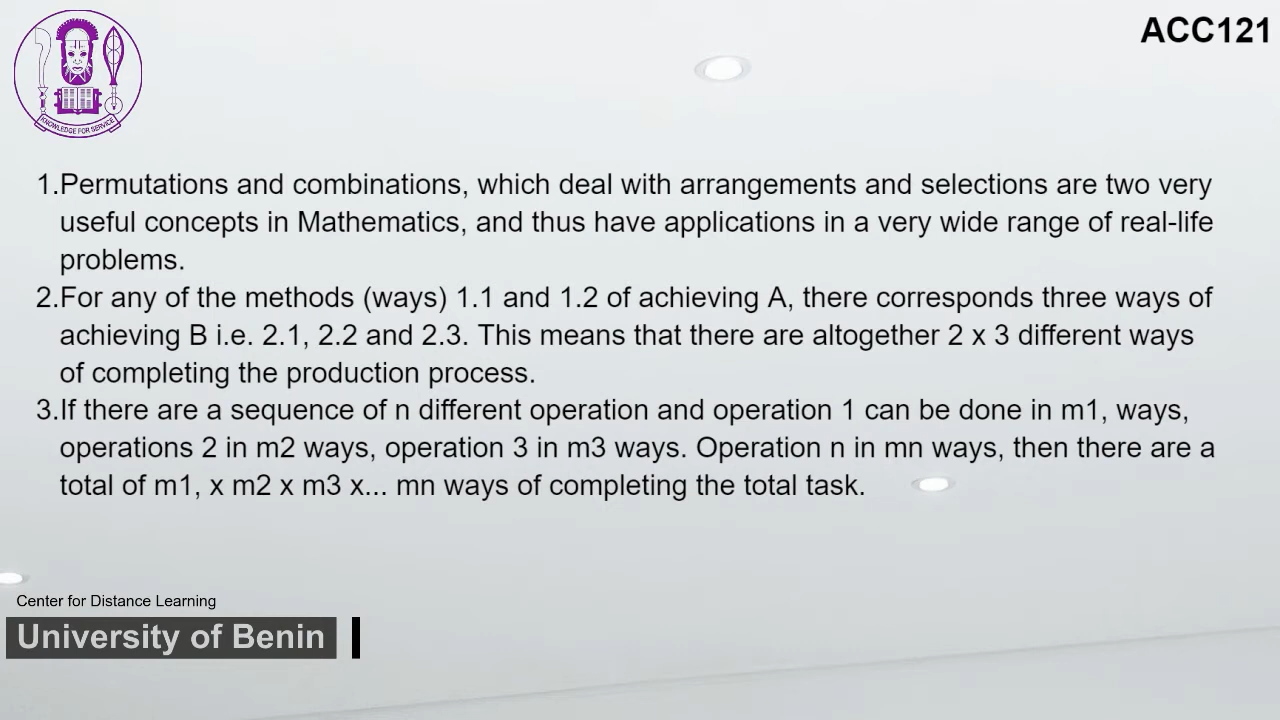 ACC121
KNOWLEDGE FOR SERVICE
1.Permutations and combinations, which deal with arrangements and selections are two very
useful concepts in Mathematics, and thus have applications in a very wide range of real-life
problems.
2.For any of the methods (ways) 1.1 and 1.2 of achieving A, there corresponds three ways of
achieving B i.e. 2.1, 2.2 and 2.3. This means that there are altogether 2 x 3 different ways
of completing the production process.
3.If there are a sequence of n different operation and operation 1 can be done in m1, ways,
operations 2 in m2 ways, operation 3 in m3 ways. Operation n in mn ways, then there are a
total of m1, x m2 x m3 x... mn ways of completing the total task.
Center for Distance Learning
University of Benin